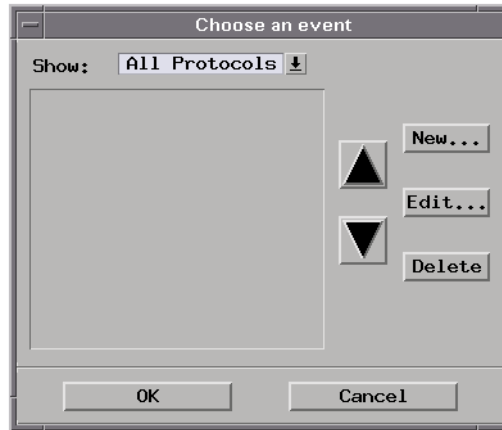 Choose an event
Show: All Protocols
New...
Edit...
Delete
OK Cancel